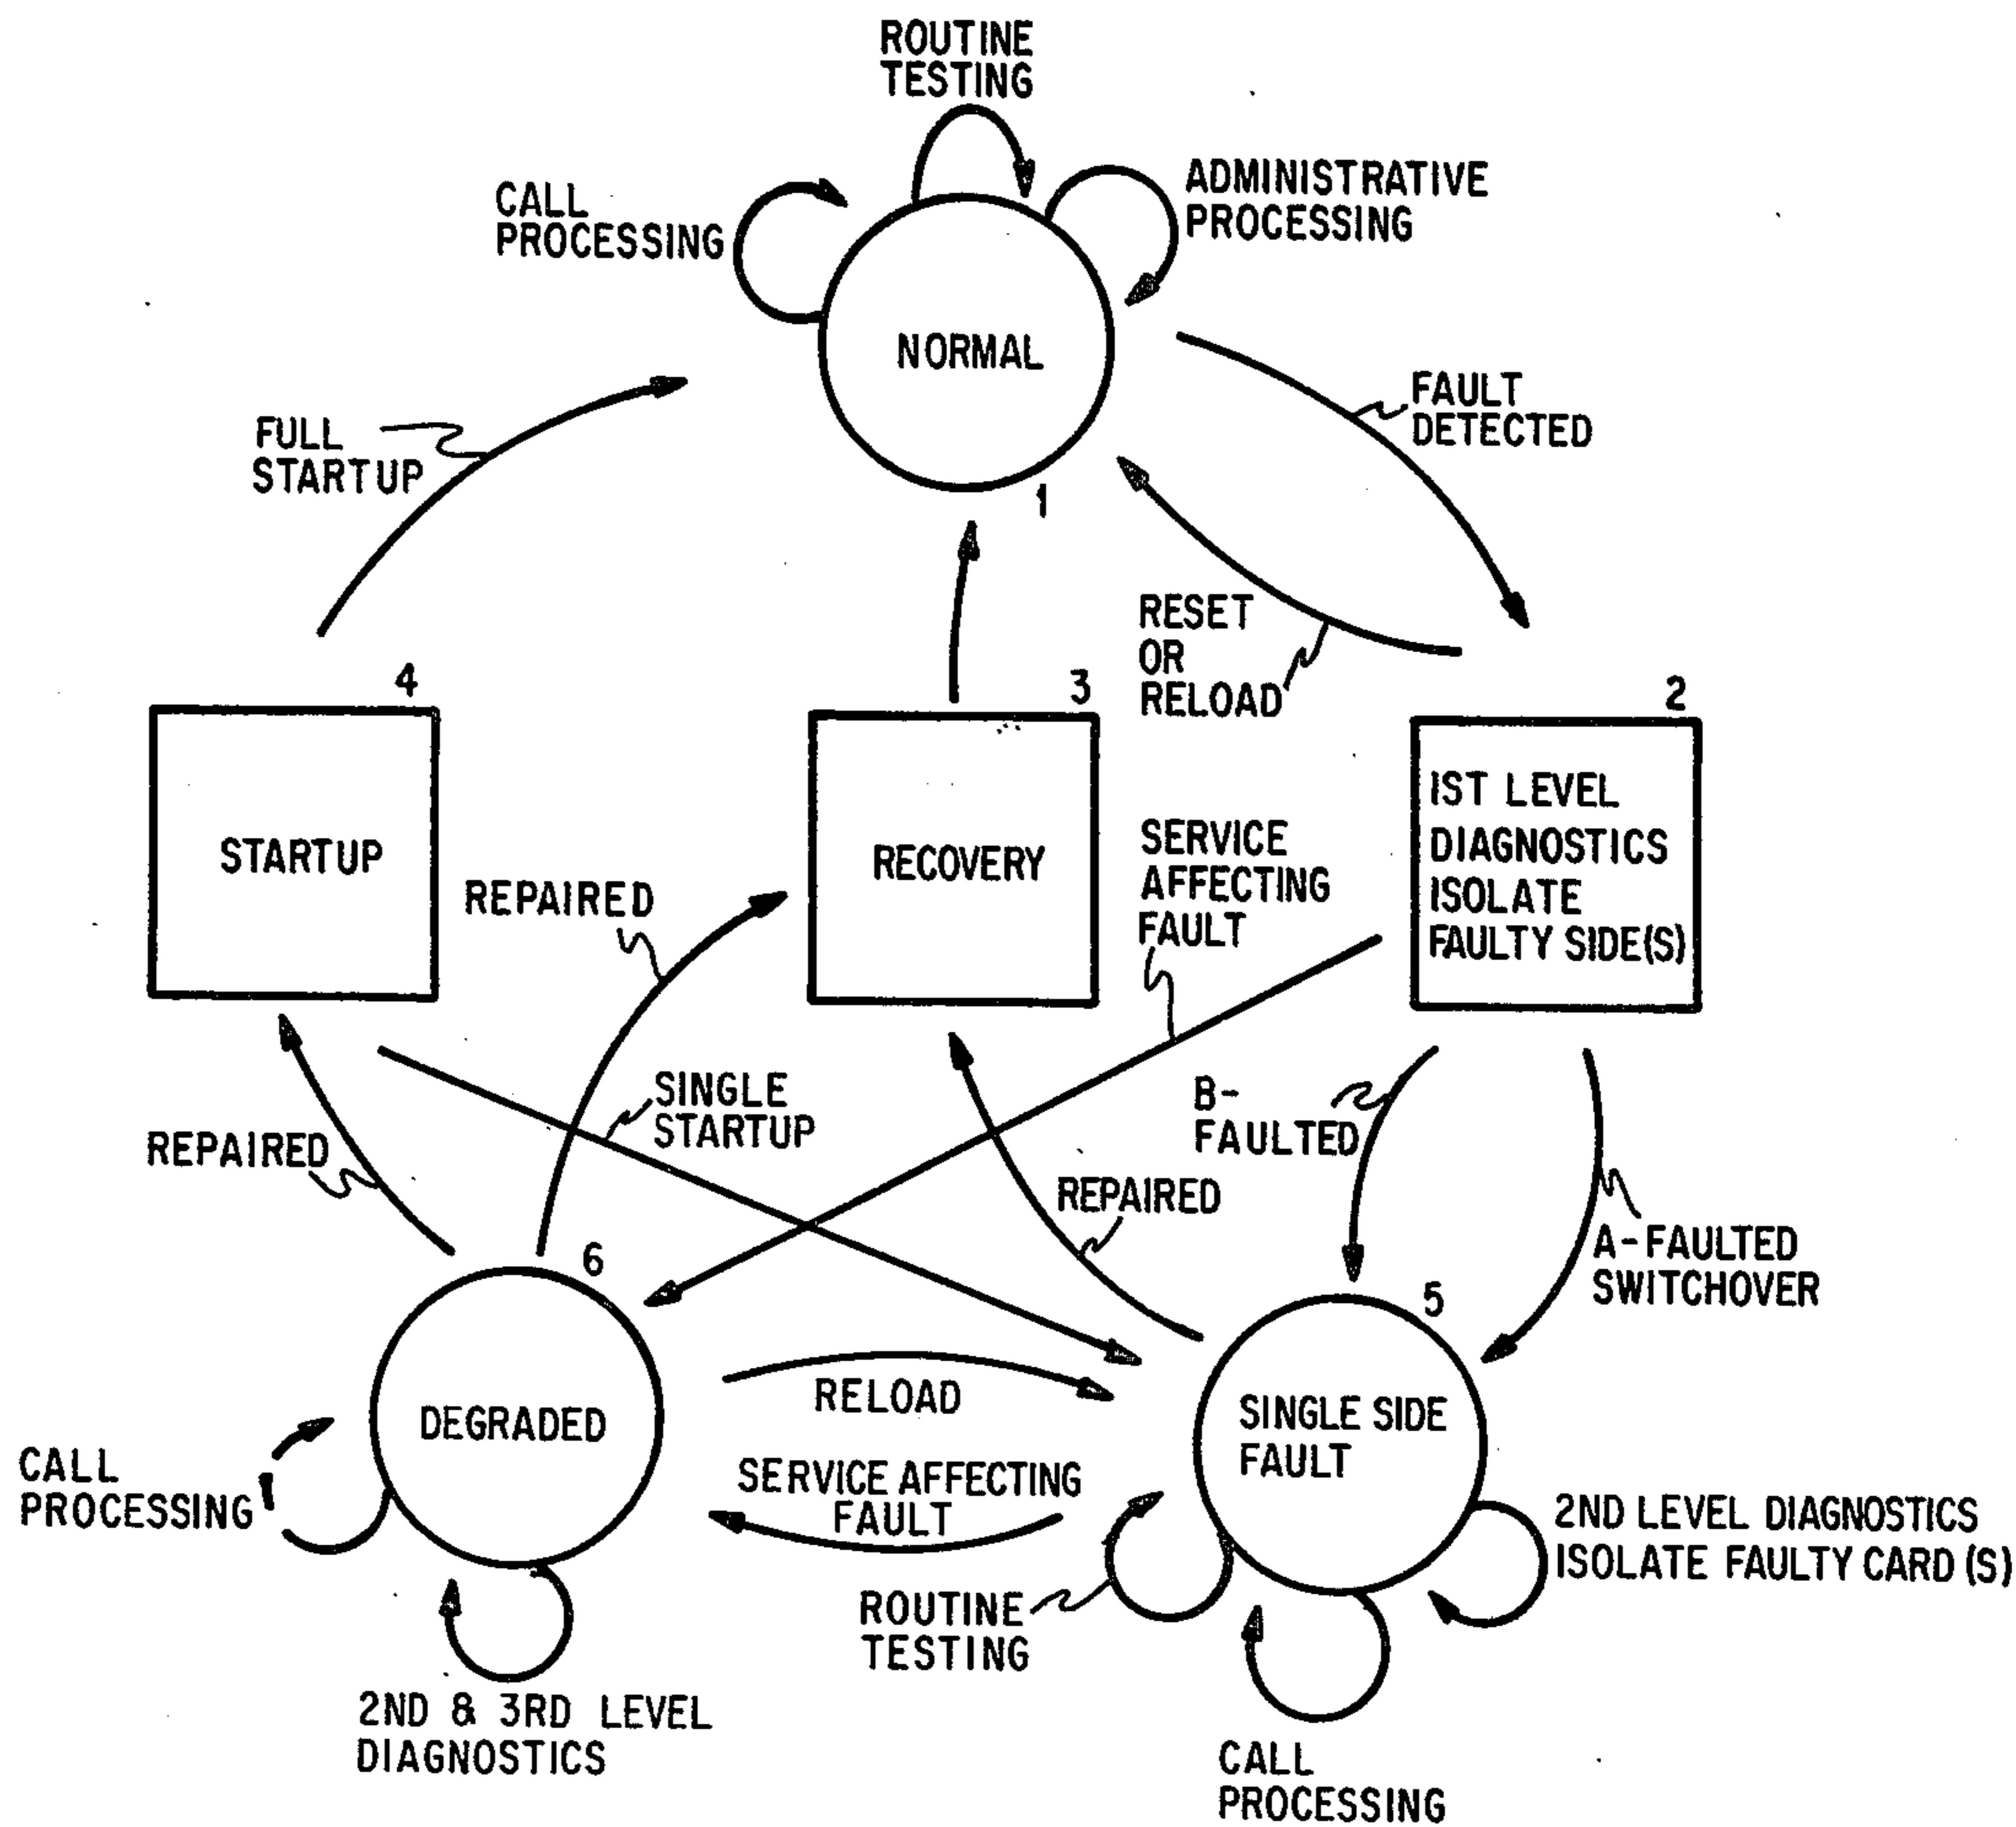 ROUTINE
TESTING
CALL
PROCESSING
ADMINISTRATIVE
PROCESSING
NORMAL
1
FULL
STARTUP
FAULT
DETECTED
RESET
OR
RELOAD
4
STARTUP
3
RECOVERY
2
IST LEVEL
DIAGNOSTICS
ISOLATE
FAULTY SIDE(S)
REPAIRED
SERVICE
AFFECTING
FAULT
REPAIRED
SINGLE
STARTUP
REPAIRED
B-
FAULTED
A-FAULTED
SWITCHOVER
6
DEGRADED
5
SINGLE SIDE
FAULT
RELOAD
SERVICE AFFECTING
FAULT
CALL
PROCESSING
2ND & 3RD LEVEL
DIAGNOSTICS
ROUTINE
TESTING
2ND LEVEL DIAGNOSTICS
ISOLATE FAULTY CARD (S)
CALL
PROCESSING